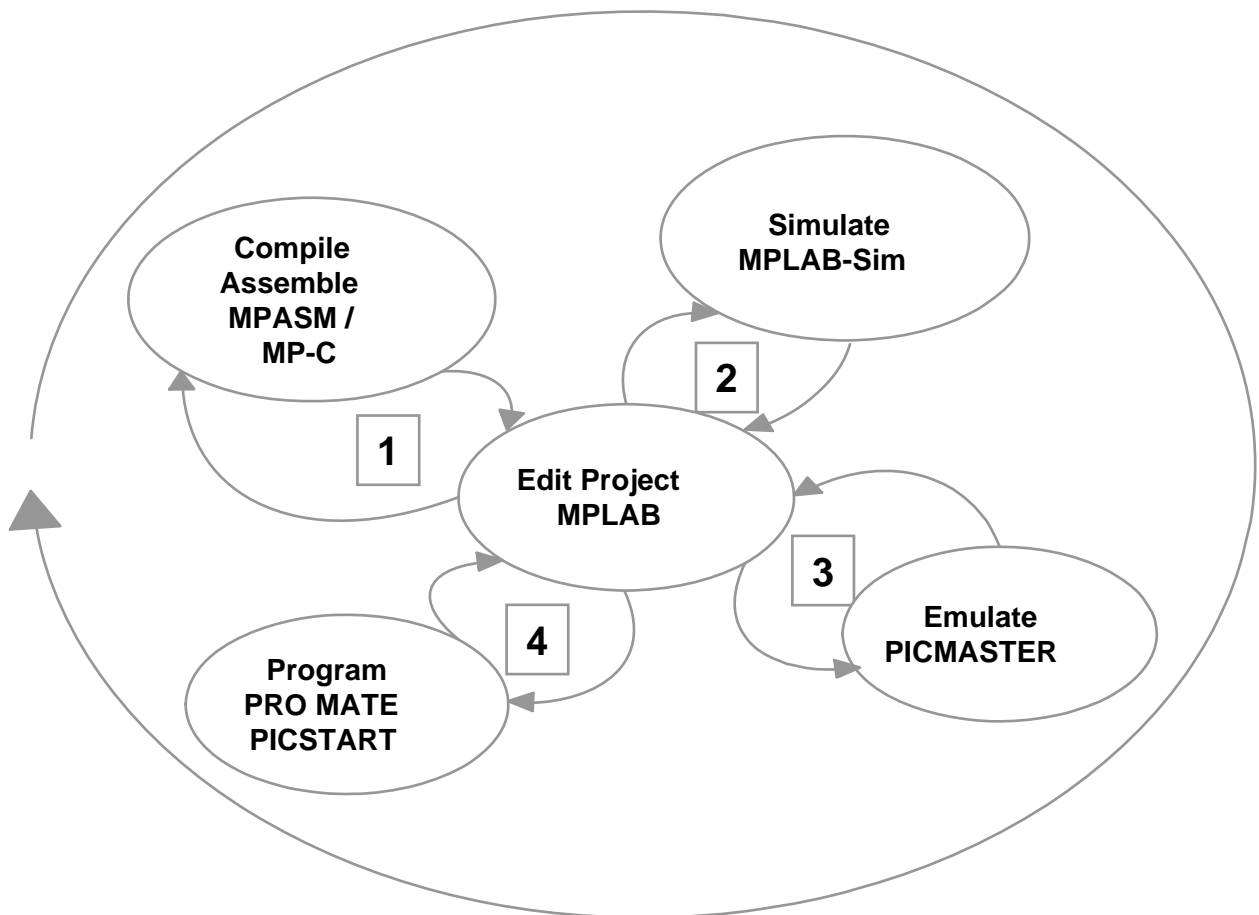 Compile
Assemble
MPASM /
MP-C
1
Simulate
MPLAB-Sim
2
Edit Project
MPLAB
3
Emulate
PICMASTER
4
Program
PRO MATE
PICSTART